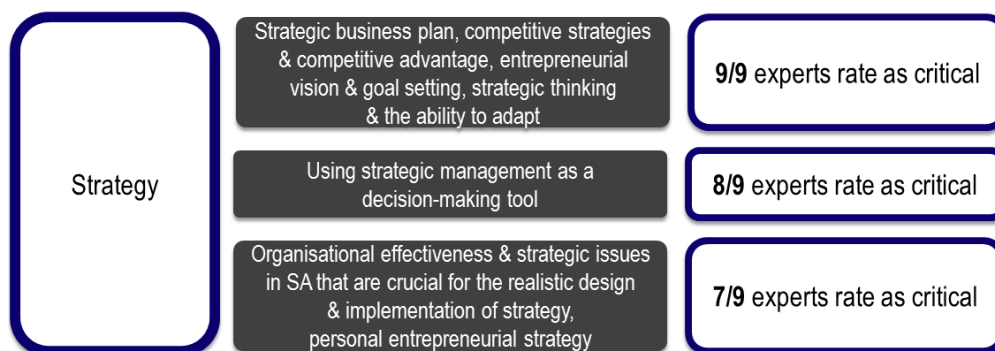 Strategy
Strategic business plan, competitive strategies
& competitive advantage, entrepreneurial
vision & goal setting, strategic thinking
& the ability to adapt
9/9 experts rate as critical
Using strategic management as a
decision-making tool
8/9 experts rate as critical
Organisational effectiveness & strategic issues
in SA that are crucial for the realistic design
& implementation of strategy,
personal entrepreneurial strategy
7/9 experts rate as critical